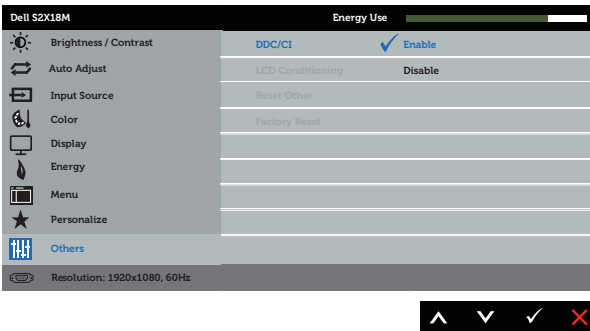 Dell S2X18M Energy Use
Brightness / Contrast DDC/CI Enable
Auto Adjust LCD Conditioning Disable
Input Source Reset Other
Color Factory Reset
Display
Energy
Menu
Personalize
Others
Resolution: 1920x1080, 60Hz